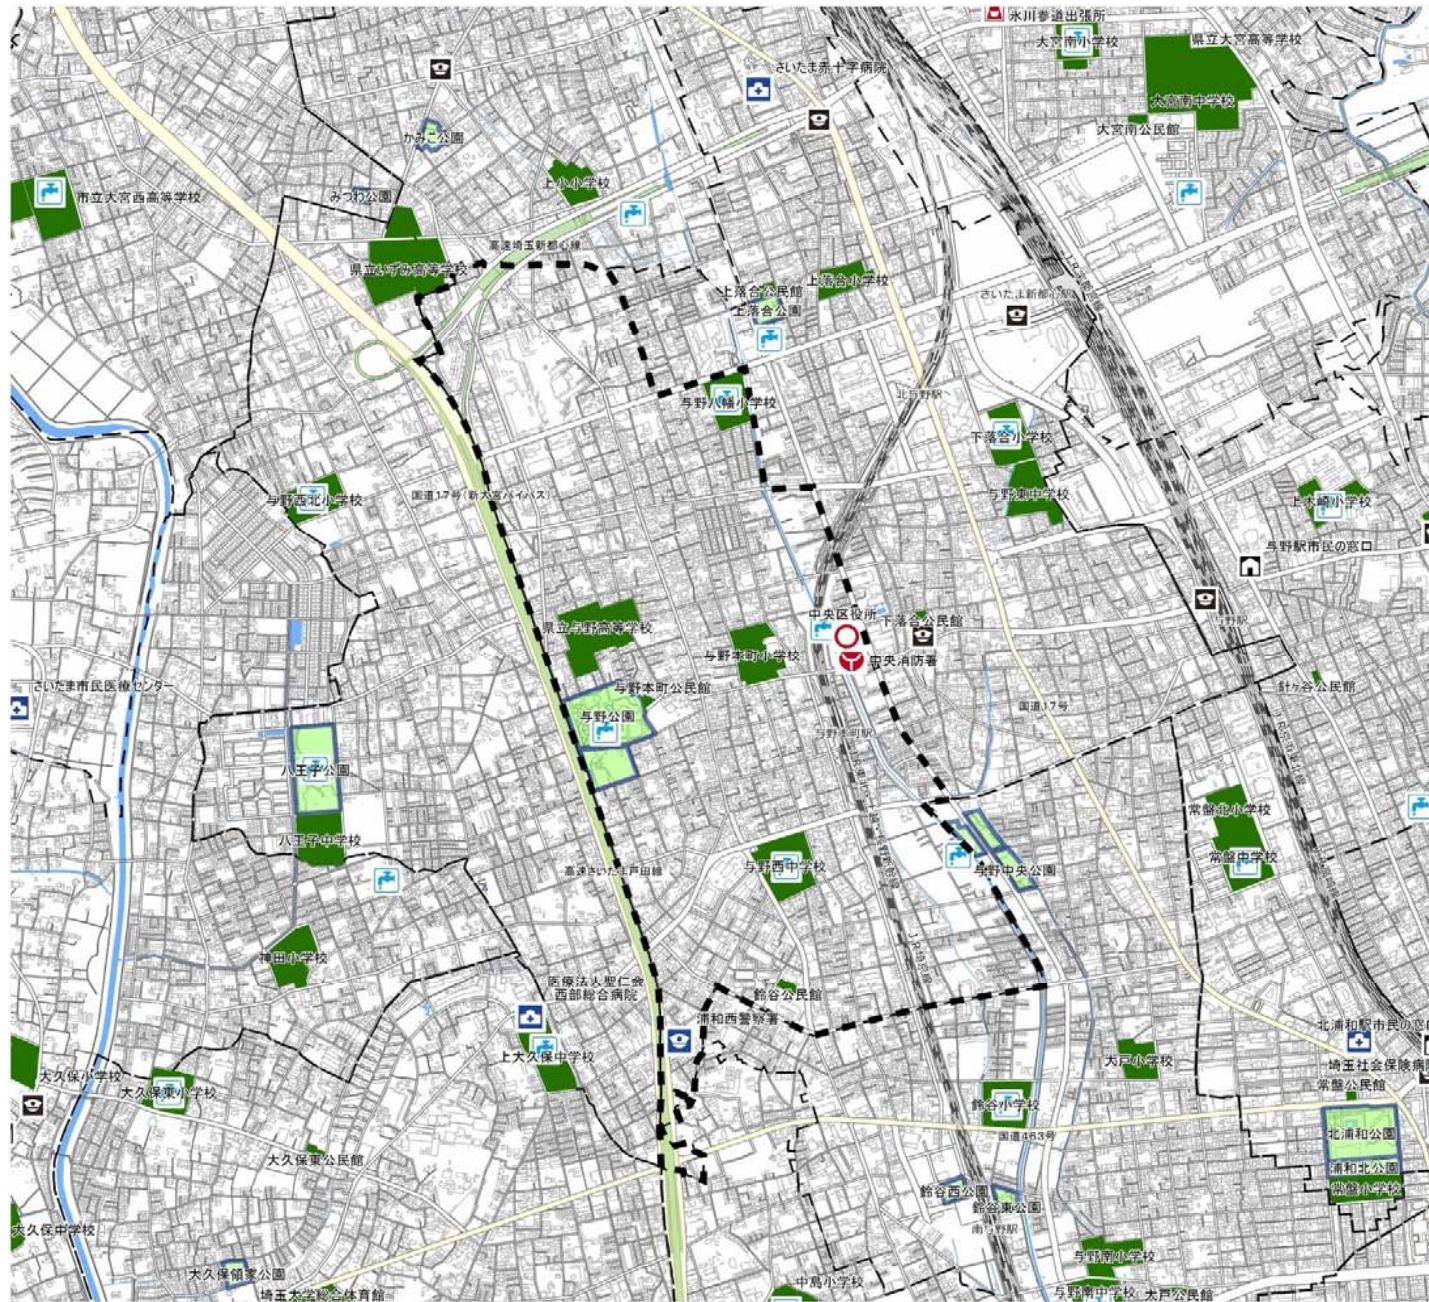 氷川参道出張所
大宮南小学校
県立大宮高等学校
さいたま赤十字病院
大宮南中学校
大宮南公民館
かみこ公園
上小小学校
みつわ公園
市立大宮西高等学校
高速埼玉新都心線
県立いずみ高等学校
上落合小学校
上落合公民館
さいたま新都心駅
上落合公園
北与野駅
与野八幡小学校
下落合小学校
与野西北小学校
国道17号(新大宮バイパス)
与野東中学校
上木崎小学校
与野駅市民の窓口
中央区役所
下落合公民館
与野駅
県立与野高等学校
与野本町小学校
中央消防署
さいたま市民医療センター
与野本町公民館
針ヶ谷公民館
与野公園
国道17号
与野本町駅
八王子公園
常盤北小学校
八王子中学校
与野西中学校
常盤中学校
高速さいたま戸田線
与野中央公園
神田小学校
JR埼京線
医療法人聖仁会
西部総合病院
鈴谷公民館
浦和西警察署
北浦和駅市民の窓口
上大久保中学校
大戸小学校
埼玉社会保険病院
大久保小学校
常盤公民館
大久保東小学校
鈴谷小学校
国道463号
北浦和公園
大久保東公民館
浦和北公園
鈴谷西公園
常盤小学校
鈴谷東公園
大久保中学校
南与野駅
与野南小学校
大久保領家公園
中島小学校
埼玉大学総合体育館
与野南中学校
大戸公民館